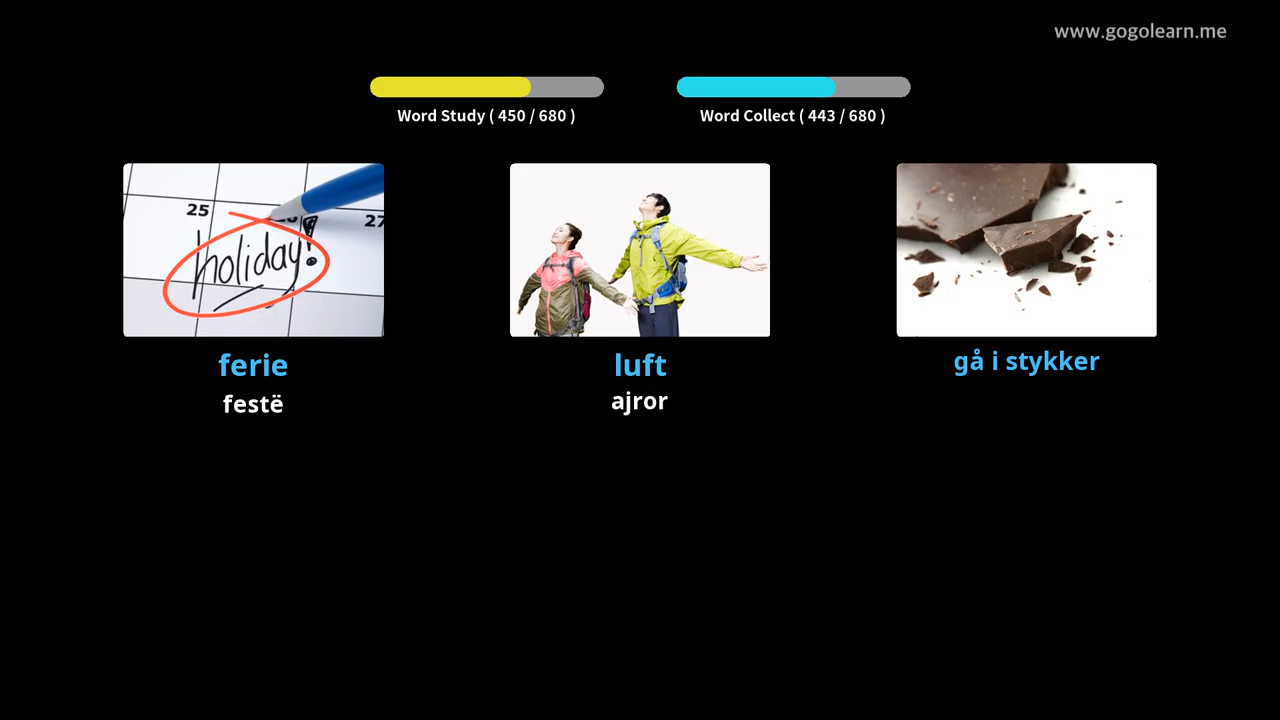 www.gogolearn.me
Word Study ( 450 / 680 )
Word Collect ( 443 / 680 )
25
27
holiday!
ferie
luft
gå i stykker
festë
ajror